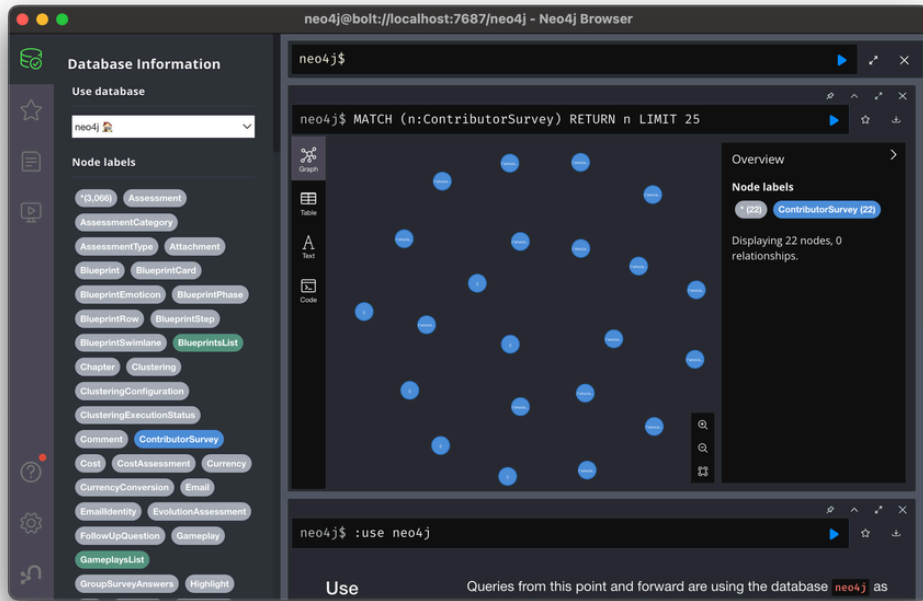 neo4j@bolt://localhost:7687/neo4j - Neo4j Browser
Database Information
Use database
neo4j
Node labels
*(3,066) Assessment
AssessmentCategory
AssessmentType Attachment
Blueprint BlueprintCard
BlueprintEmoticon BlueprintPhase
BlueprintRow BlueprintStep
BlueprintSwimlane BlueprintsList
Chapter Clustering
ClusteringConfiguration
ClusteringExecutionStatus
Comment ContributorSurvey
Cost CostAssessment Currency
CurrencyConversion Email
EmailIdentity EvolutionAssessment
FollowUpQuestion Gameplay
GameplaysList
GroupSurveyAnswers Highlight
neo4j$
neo4j$ MATCH (n:ContributorSurvey) RETURN n LIMIT 25
Graph
Table
Text
Code
Overview
Node labels
* (22) ContributorSurvey (22)
Displaying 22 nodes, 0
relationships.
neo4j$ :use neo4j
Use
Queries from this point and forward are using the database neo4j as